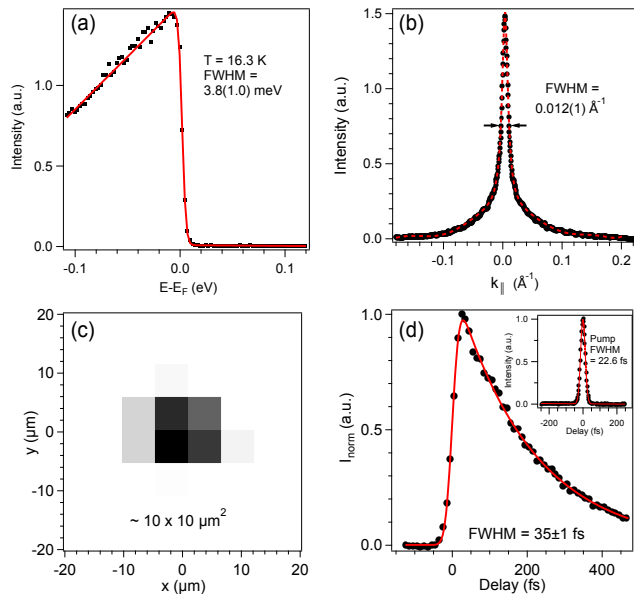 (a)
T = 16.3 K
FWHM =
3.8(1.0) meV
Intensity (a.u.)
1.0
0.0
-0.1
0.0
0.1
E-E_F (eV)
(b)
FWHM =
0.012(1) Å⁻¹
Intensity (a.u.)
1.5
1.0
0.5
0.0
-0.1
0.0
0.1
0.2
k_∥ (Å⁻¹)
(c)
~ 10 x 10 µm²
y (µm)
20
10
0
-10
-20
-20
-10
0
10
20
x (µm)
(d)
FWHM = 35±1 fs
I_norm (a.u.)
1.0
0.5
0.0
0
200
400
Delay (fs)
Pump
FWHM
= 22.6 fs
Intensity (a.u.)
1.0
0.5
0.0
-200
0
200
Delay (fs)